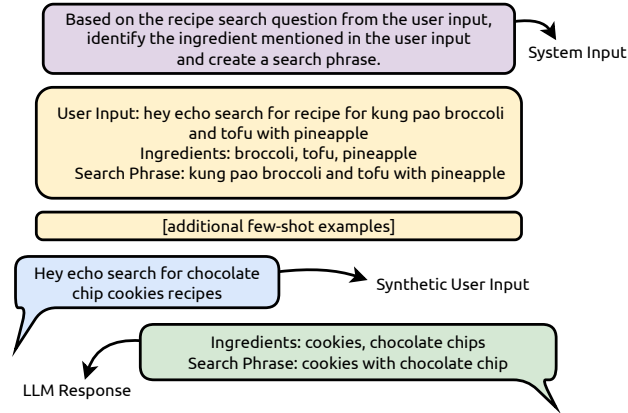 Based on the recipe search question from the user input,
identify the ingredient mentioned in the user input
and create a search phrase.
System Input
User Input: hey echo search for recipe for kung pao broccoli
and tofu with pineapple
Ingredients: broccoli, tofu, pineapple
Search Phrase: kung pao broccoli and tofu with pineapple
[additional few-shot examples]
Hey echo search for chocolate
chip cookies recipes
Synthetic User Input
Ingredients: cookies, chocolate chips
Search Phrase: cookies with chocolate chip
LLM Response